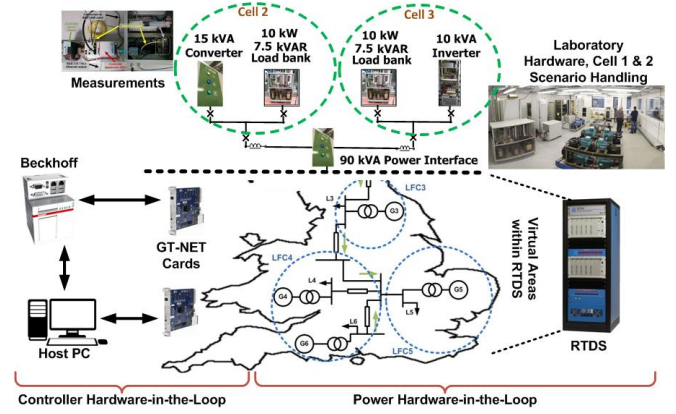 Cell 2
Cell 3
15 kVA
Converter
10 kW
7.5 kVAR
Load bank
10 kW
7.5 kVAR
Load bank
10 kVA
Inverter
Measurements
Laboratory
Hardware, Cell 1 & 2
Scenario Handling
90 kVA Power Interface
Beckhoff
GT-NET
Cards
Host PC
LFC3
L3
G3
LFC4
L4
G4
G5
L5
L6
G6
LFC5
Virtual Areas
within RTDS
RTDS
Controller Hardware-in-the-Loop
Power Hardware-in-the-Loop